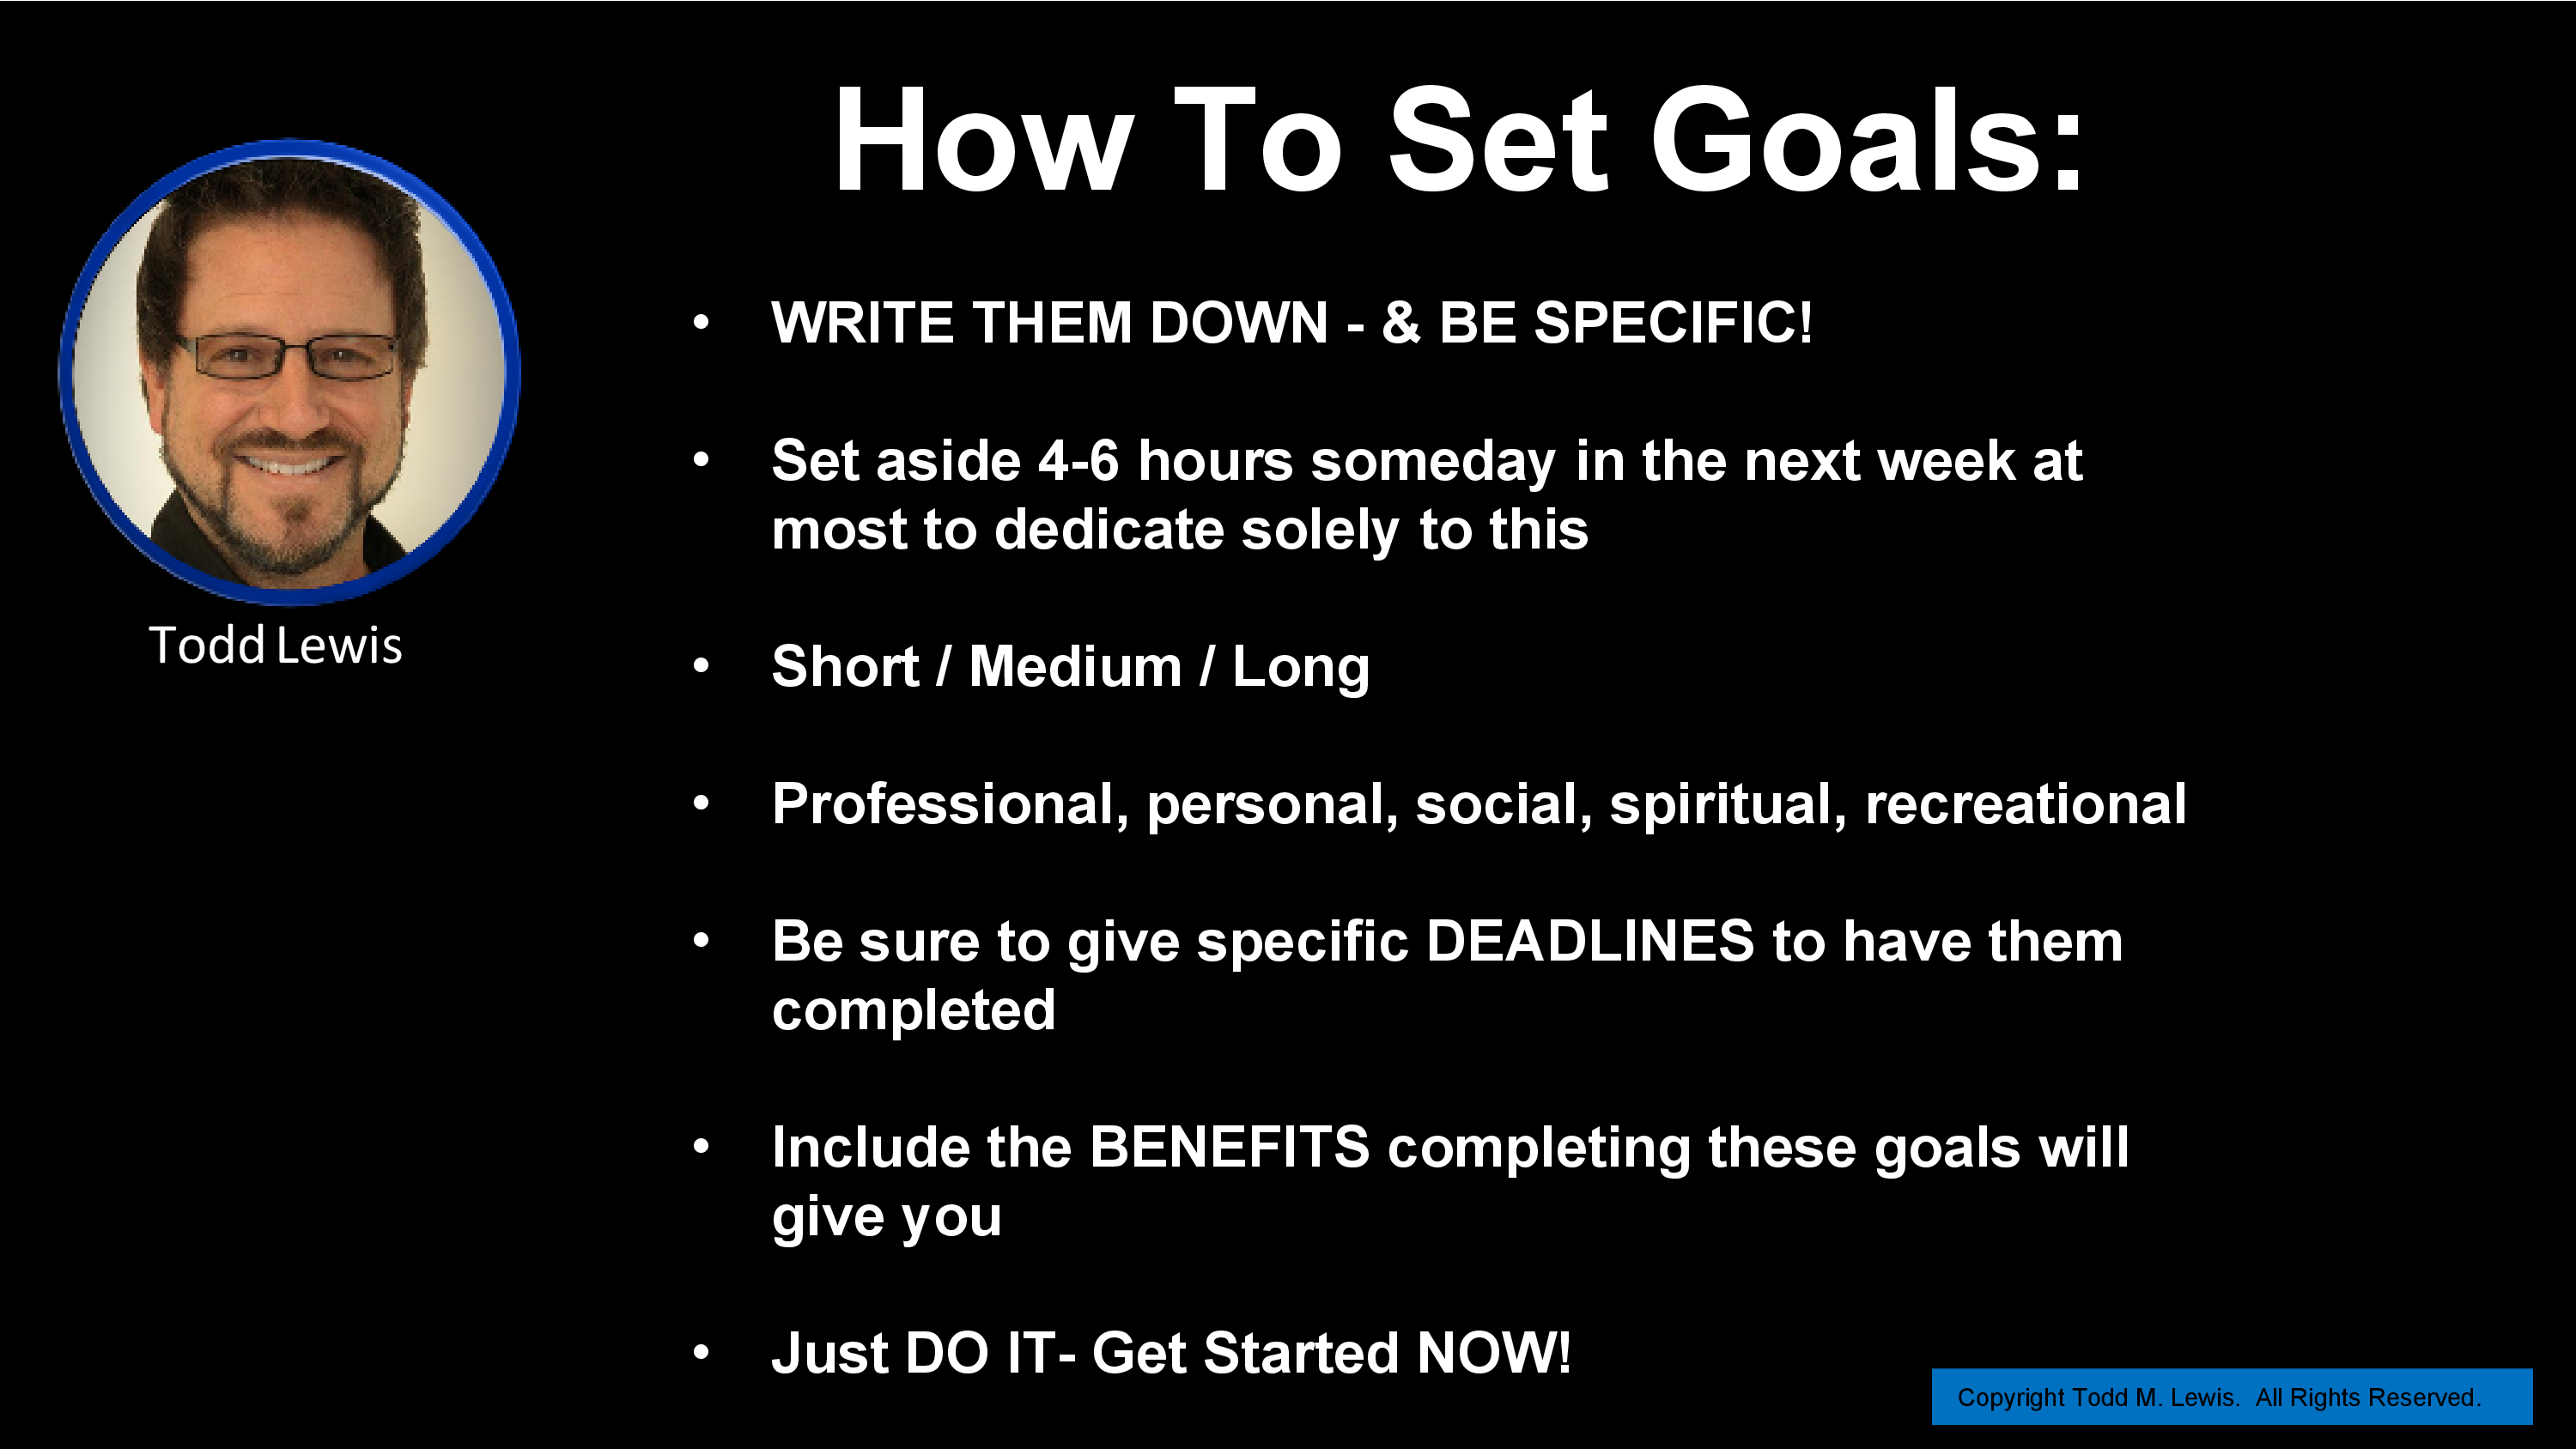 How To Set Goals:
• WRITE THEM DOWN - & BE SPECIFIC!
• Set aside 4-6 hours someday in the next week at
most to dedicate solely to this
• Short / Medium / Long
• Professional, personal, social, spiritual, recreational
• Be sure to give specific DEADLINES to have them
completed
• Include the BENEFITS completing these goals will
give you
• Just DO IT- Get Started NOW!
Todd Lewis
Copyright Todd M. Lewis.  All Rights Reserved.